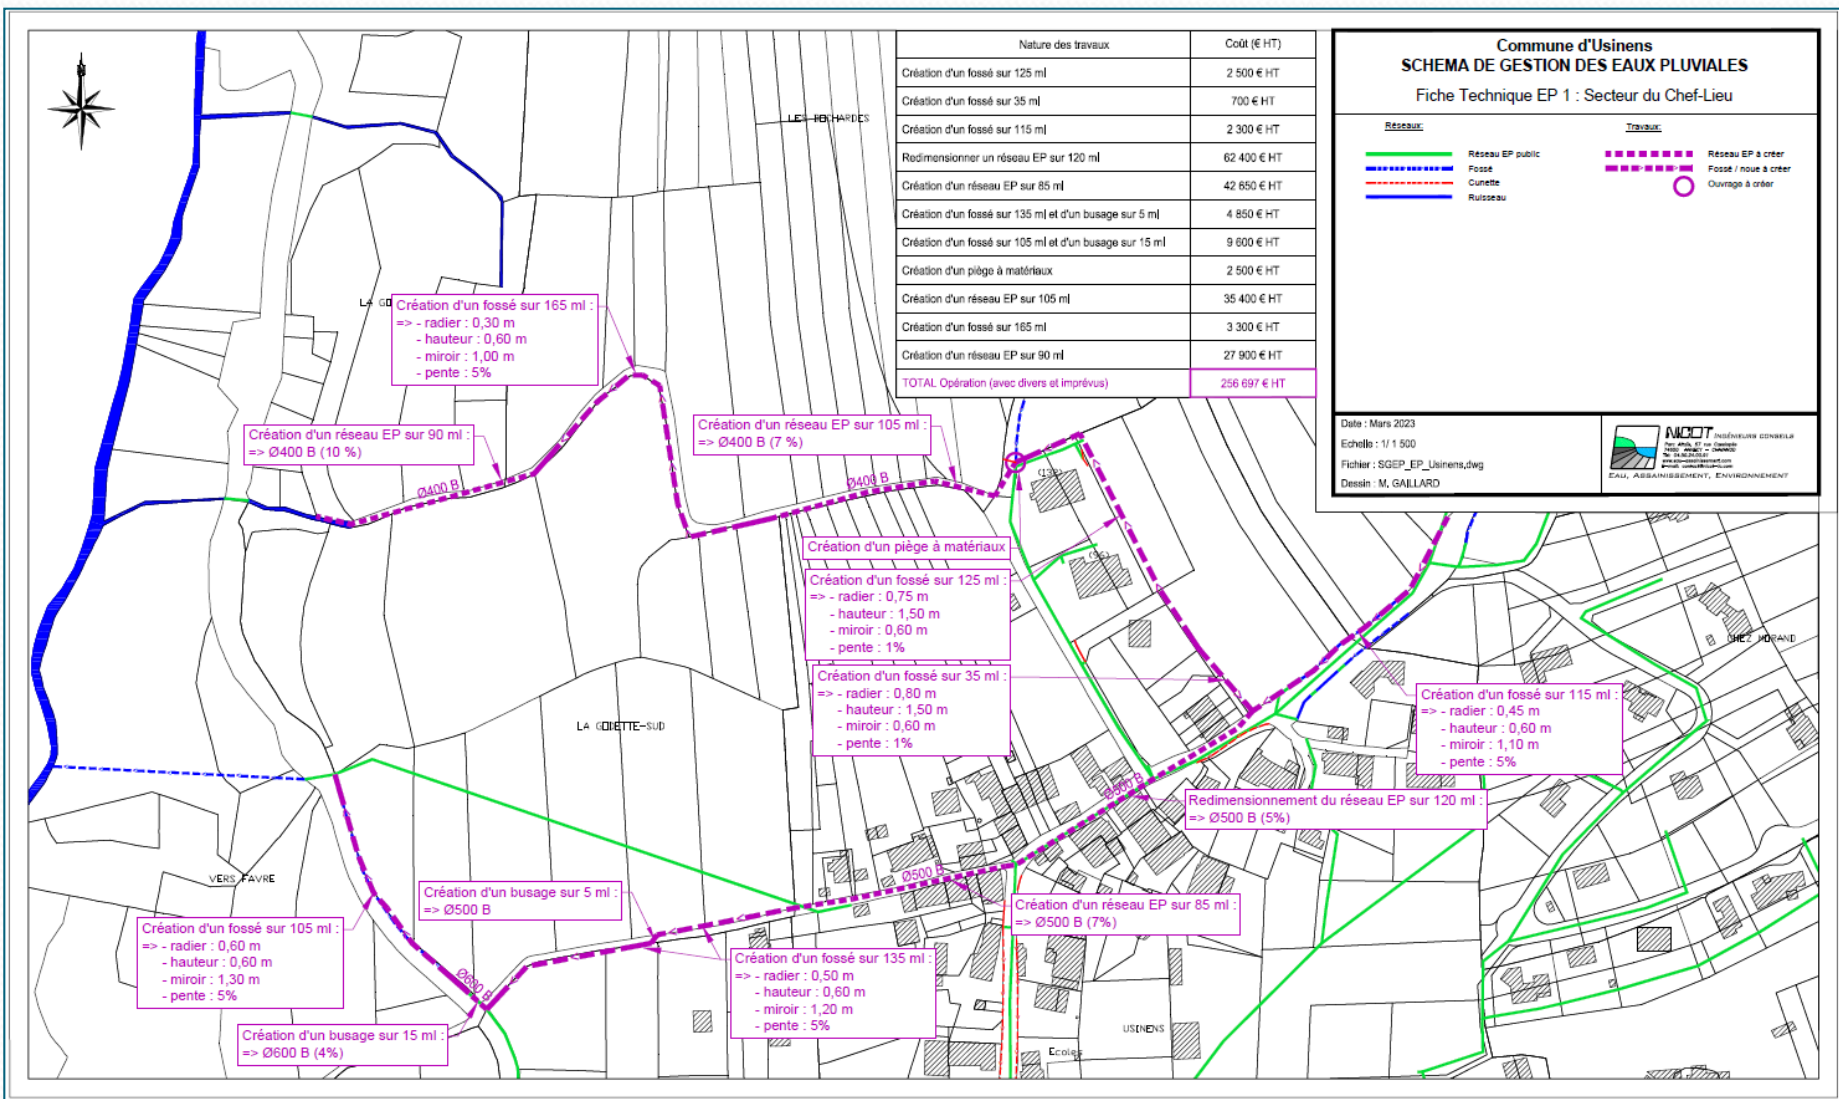 Nature des travaux Coût (€ HT)
Création d'un fossé sur 125 ml 2 500 € HT
Création d'un fossé sur 35 ml 700 € HT
Création d'un fossé sur 115 ml 2 300 € HT
Redimensionner un réseau EP sur 120 ml 62 400 € HT
Création d'un réseau EP sur 85 ml 42 650 € HT
Création d'un fossé sur 135 ml et d'un busage sur 5 ml 4 850 € HT
Création d'un fossé sur 105 ml et d'un busage sur 15 ml 9 600 € HT
Création d'un piège à matériaux 2 500 € HT
Création d'un réseau EP sur 105 ml 35 400 € HT
Création d'un fossé sur 165 ml 3 300 € HT
Création d'un réseau EP sur 90 ml 27 900 € HT
TOTAL Opération (avec divers et imprévus) 256 697 € HT
Commune d'Usinens
SCHEMA DE GESTION DES EAUX PLUVIALES
Fiche Technique EP 1 : Secteur du Chef-Lieu
Réseaux:
Réseau EP public
Fossé
Cunette
Ruisseau
Travaux:
Réseau EP à créer
Fossé / noue à créer
Ouvrage à créer
Date : Mars 2023
Echelle : 1/ 1 500
Fichier : SGEP_EP_Usinens.dwg
Dessin : M. GAILLARD
NICOT INGÉNIEURS CONSEILS
EAU, ASSAINISSEMENT, ENVIRONNEMENT
N
LES ROCHARDES
LA GO
Création d'un fossé sur 165 ml :
=> - radier : 0,30 m
- hauteur : 0,60 m
- miroir : 1,00 m
- pente : 5%
Création d'un réseau EP sur 90 ml :
=> Ø400 B (10 %)
Ø400 B
Création d'un réseau EP sur 105 ml :
=> Ø400 B (7 %)
Ø400 B
(132)
(96)
Création d'un piège à matériaux
Création d'un fossé sur 125 ml :
=> - radier : 0,75 m
- hauteur : 1,50 m
- miroir : 0,60 m
- pente : 1%
Création d'un fossé sur 35 ml :
=> - radier : 0,80 m
- hauteur : 1,50 m
- miroir : 0,60 m
- pente : 1%
CHEZ MORAND
Création d'un fossé sur 115 ml :
=> - radier : 0,45 m
- hauteur : 0,60 m
- miroir : 1,10 m
- pente : 5%
LA GODETTE-SUD
Ø500 B
Redimensionnement du réseau EP sur 120 ml :
=> Ø500 B (5%)
VERS FAVRE
Ø500 B
Création d'un busage sur 5 ml :
=> Ø500 B
Création d'un réseau EP sur 85 ml :
=> Ø500 B (7%)
Création d'un fossé sur 105 ml :
=> - radier : 0,60 m
- hauteur : 0,60 m
- miroir : 1,30 m
- pente : 5%
Création d'un fossé sur 135 ml :
=> - radier : 0,50 m
- hauteur : 0,60 m
- miroir : 1,20 m
- pente : 5%
Ø600 B
Création d'un busage sur 15 ml :
=> Ø600 B (4%)
USINENS
Ecoles